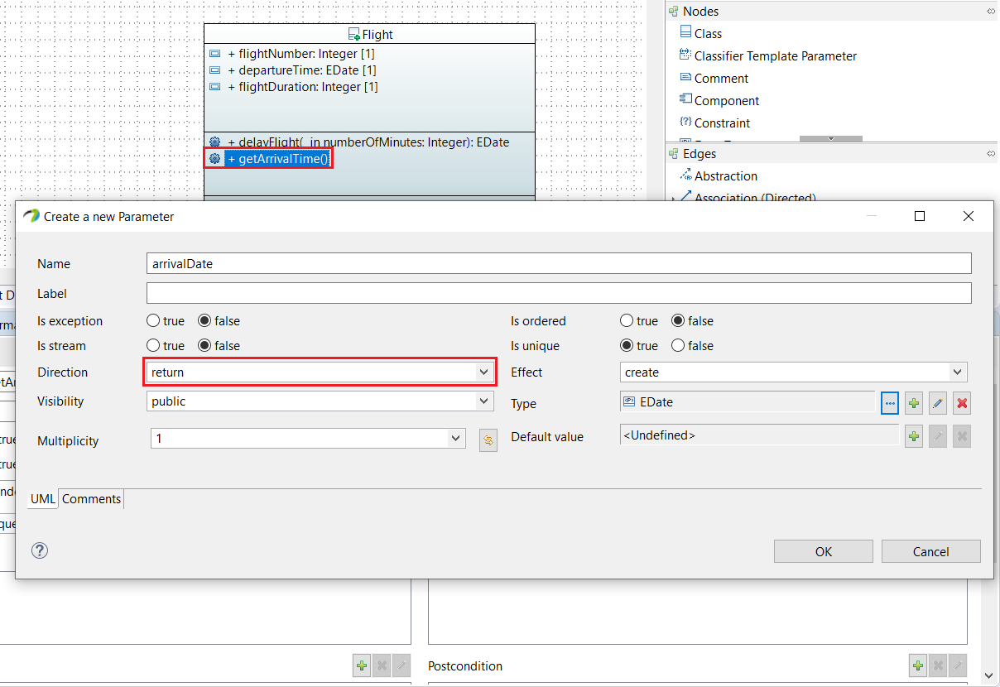 Flight
+ flightNumber: Integer [1]
+ departureTime: EDate [1]
+ flightDuration: Integer [1]
+ delayFlight( in numberOfMinutes: Integer): EDate
+ getArrivalTime()
Nodes
Class
Classifier Template Parameter
Comment
Component
Constraint
Edges
Abstraction
Association (Directed)
Create a new Parameter
Name arrivalDate
Label
Is exception true false Is ordered true false
Is stream true false Is unique true false
Direction return Effect create
Visibility public Type EDate
Multiplicity 1 Default value <Undefined>
UML Comments
OK Cancel
Postcondition